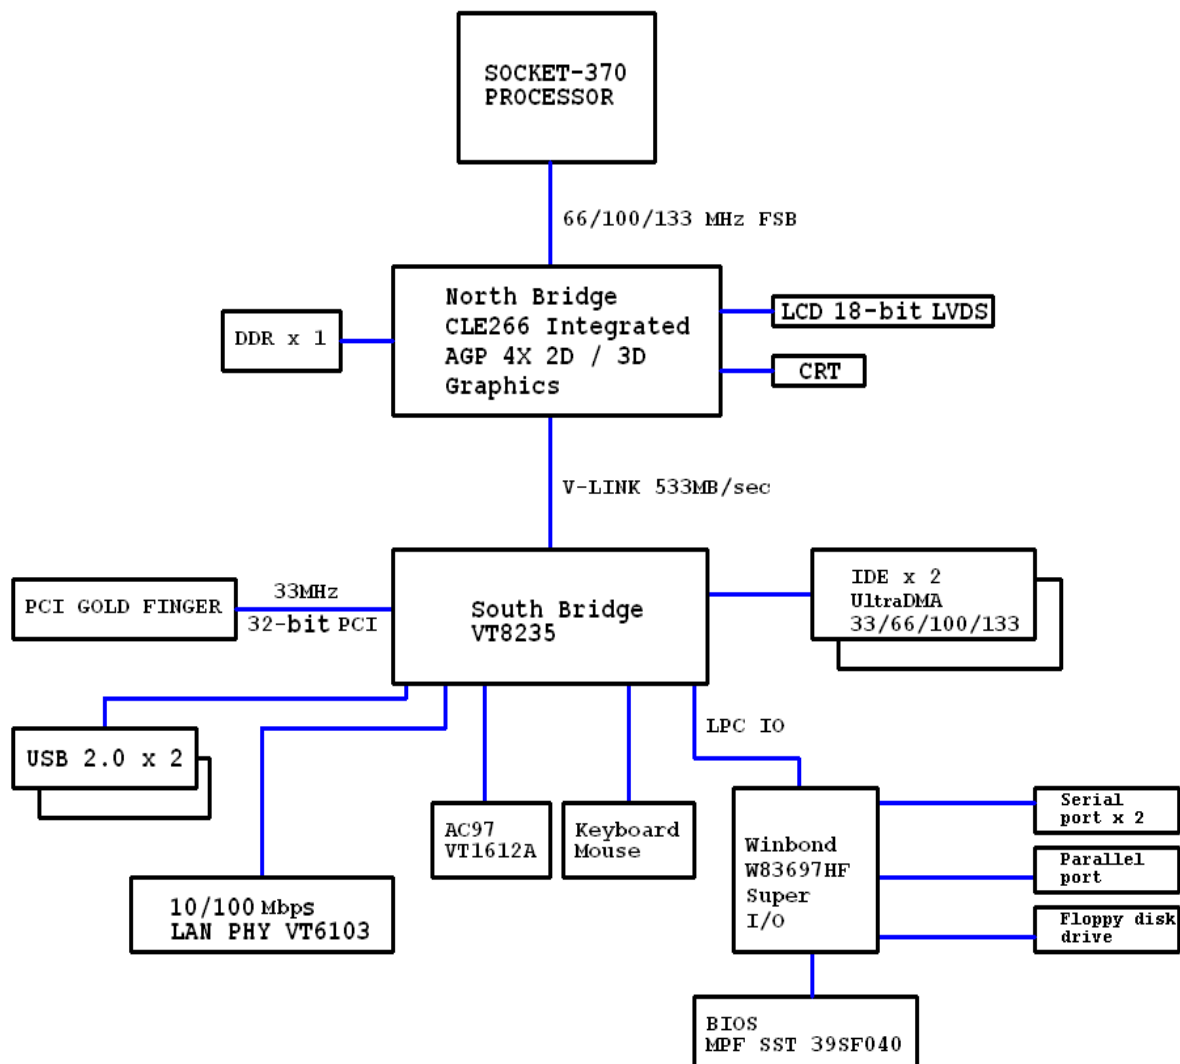 SOCKET-370
PROCESSOR
66/100/133 MHz FSB
North Bridge
CLE266 Integrated
AGP 4X 2D / 3D
Graphics
DDR x 1
LCD 18-bit LVDS
CRT
V-LINK 533MB/sec
PCI GOLD FINGER
33MHz
32-bit PCI
South Bridge
VT8235
IDE x 2
UltraDMA
33/66/100/133
USB 2.0 x 2
LPC IO
10/100 Mbps
LAN PHY VT6103
AC97
VT1612A
Keyboard
Mouse
Winbond
W83697HF
Super
I/O
Serial
port x 2
Parallel
port
Floppy disk
drive
BIOS
MPF SST 39SF040